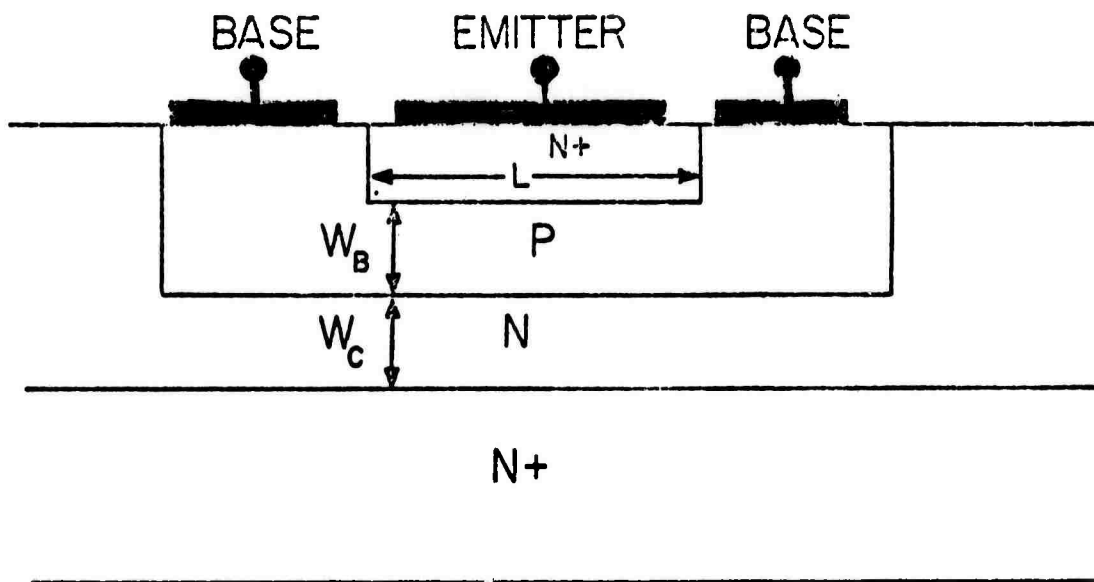 BASE EMITTER BASE
N+
L
W_B P
W_C N
N+